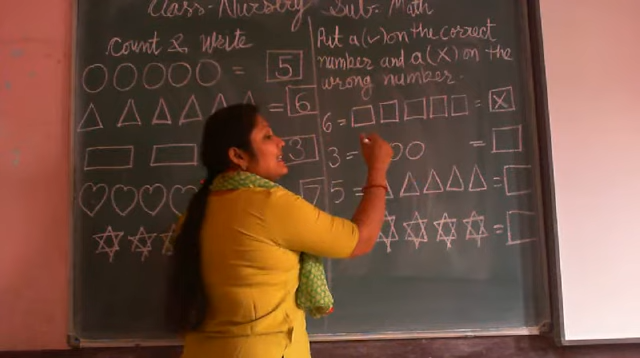 Class-Nursery Sub- Math
Count & Write
= 5
= 6
3
7
Put a (✓) on the correct
number and a (X) on the
wrong number.
6 = = X
3 = =
5 = =
=